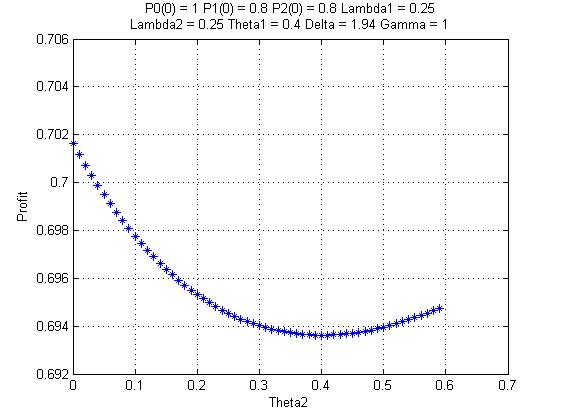 P0(0) = 1 P1(0) = 0.8 P2(0) = 0.8 Lambda1 = 0.25
Lambda2 = 0.25 Theta1 = 0.4 Delta = 1.94 Gamma = 1
0.706
0.704
0.702
0.7
0.698
0.696
0.694
0.692
Profit
0 0.1 0.2 0.3 0.4 0.5 0.6 0.7
Theta2